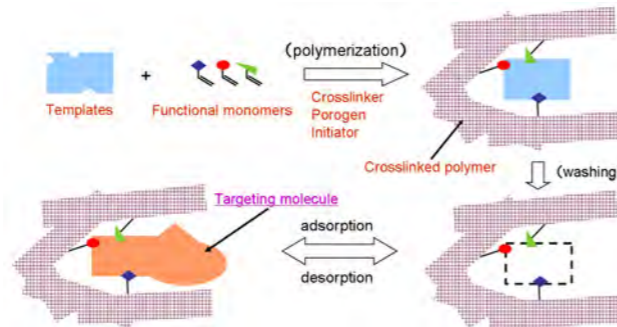 (polymerization)
+
Templates
Functional monomers
Crosslinker
Porogen
Initiator
Crosslinked polymer
(washing
Targeting molecule
adsorption
desorption